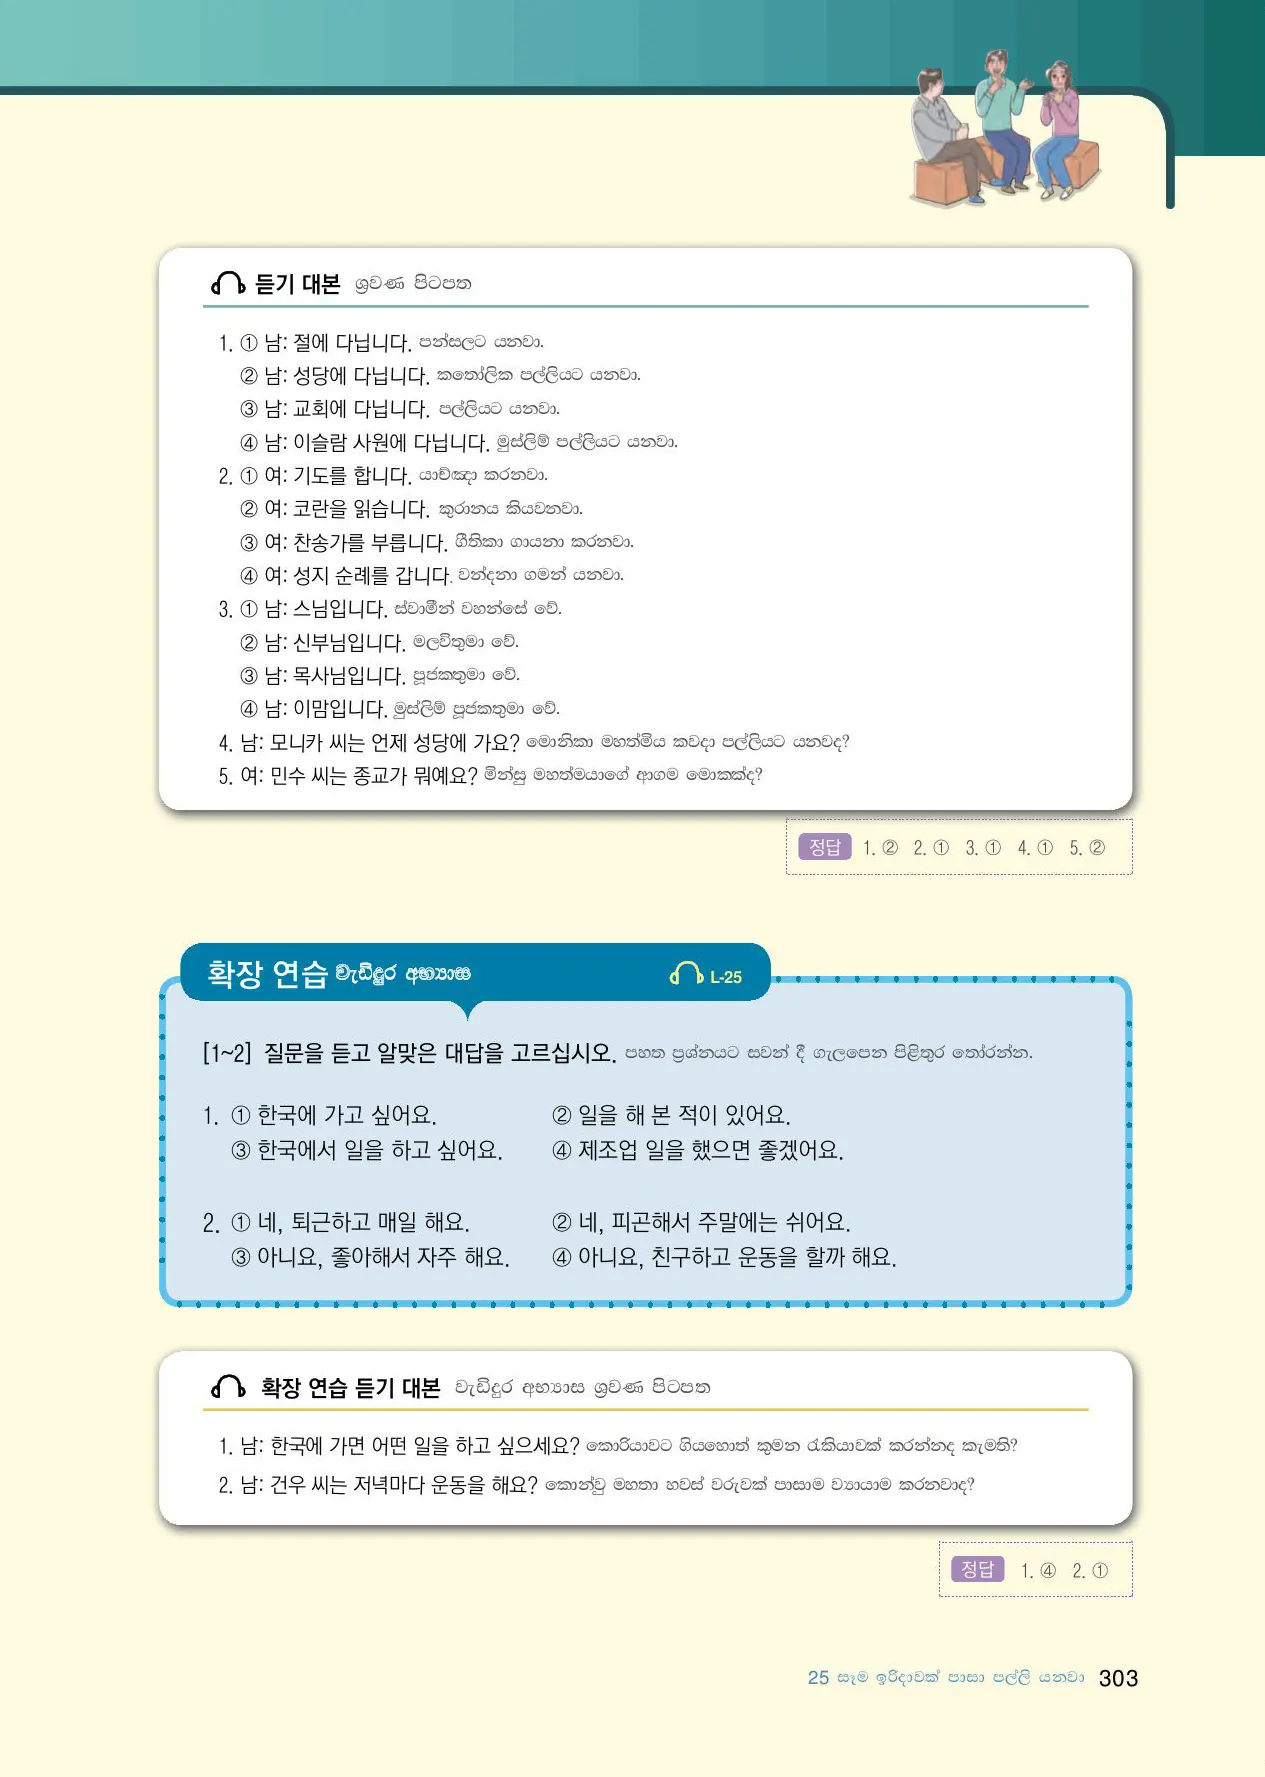 듣기 대본 ශ්‍රවණ පිටපත
1. ① 남: 절에 다닙니다. පන්සලට යනවා.
② 남: 성당에 다닙니다. කතෝලික පල්ලියට යනවා.
③ 남: 교회에 다닙니다. පල්ලියට යනවා.
④ 남: 이슬람 사원에 다닙니다. මුස්ලිම් පල්ලියට යනවා.
2. ① 여: 기도를 합니다. යාච්ඤා කරනවා.
② 여: 코란을 읽습니다. කුරානය කියවනවා.
③ 여: 찬송가를 부릅니다. ගීතිකා ගායනා කරනවා.
④ 여: 성지 순례를 갑니다. වන්දනා ගමන් යනවා.
3. ① 남: 스님입니다. ස්වාමීන් වහන්සේ වේ.
② 남: 신부님입니다. මලවිතුමා වේ.
③ 남: 목사님입니다. පූජකතුමා වේ.
④ 남: 이맘입니다. මුස්ලිම් පූජකතුමා වේ.
4. 남: 모니카 씨는 언제 성당에 가요? මොනිකා මහත්මිය කවදා පල්ලියට යනවද?
5. 여: 민수 씨는 종교가 뭐예요? මින්සු මහත්මයාගේ ආගම මොකක්ද?
정답 1. ② 2. ① 3. ① 4. ① 5. ②
확장 연습 වැඩිදුර අභ්‍යාස L-25
[1~2] 질문을 듣고 알맞은 대답을 고르십시오. පහත ප්‍රශ්නයට සවන් දී ගැලපෙන පිළිතුර තෝරන්න.
1. ① 한국에 가고 싶어요. ② 일을 해 본 적이 있어요.
③ 한국에서 일을 하고 싶어요. ④ 제조업 일을 했으면 좋겠어요.
2. ① 네, 퇴근하고 매일 해요. ② 네, 피곤해서 주말에는 쉬어요.
③ 아니요, 좋아해서 자주 해요. ④ 아니요, 친구하고 운동을 할까 해요.
확장 연습 듣기 대본 වැඩිදුර අභ්‍යාස ශ්‍රවණ පිටපත
1. 남: 한국에 가면 어떤 일을 하고 싶으세요? කොරියාවට ගියහොත් කුමන රැකියාවක් කරන්නද කැමති?
2. 남: 건우 씨는 저녁마다 운동을 해요? කොන්වු මහතා හවස් වරුවක් පාසාම ව්‍යායාම කරනවාද?
정답 1. ④ 2. ①
25 සෑම ඉරිදාවක් පාසා පල්ලි යනවා 303